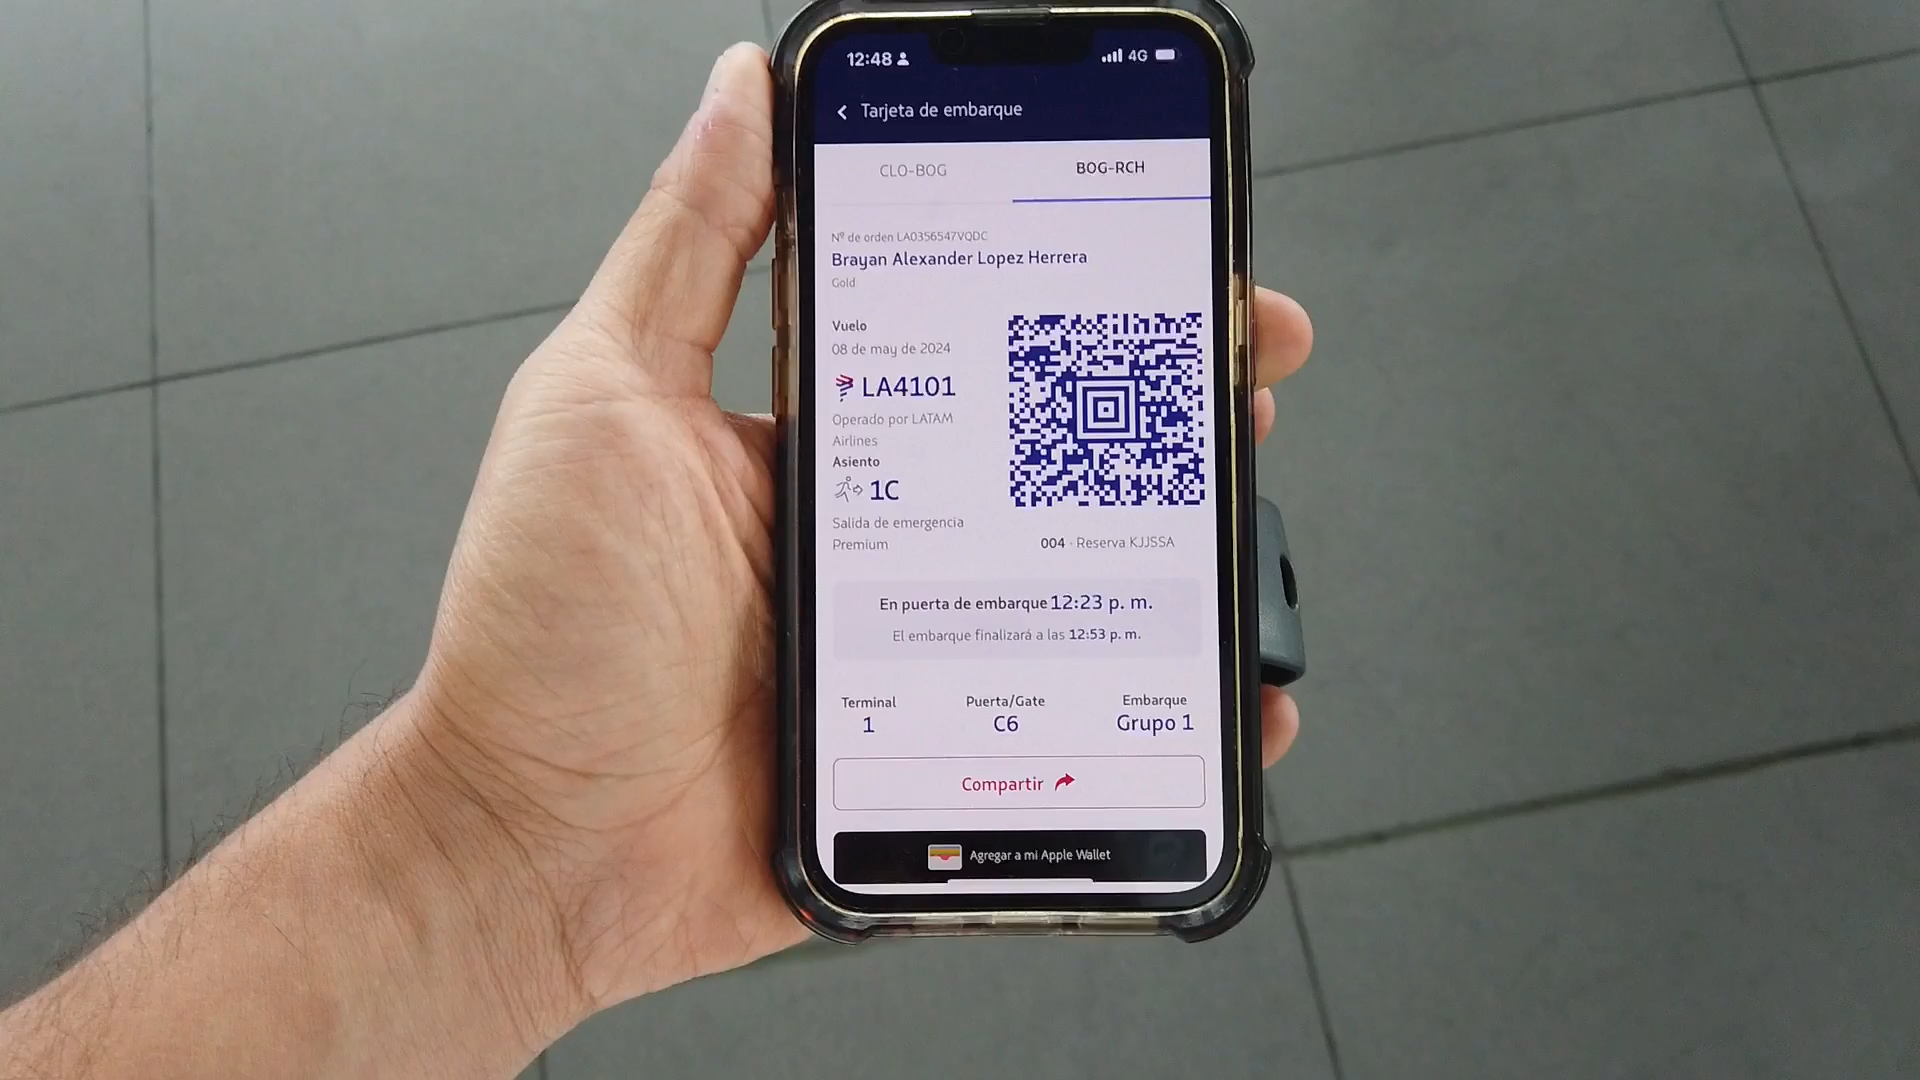 12:48
4G
Tarjeta de embarque
CLO-BOG
BOG-RCH
Nº de orden LA0356547VQDC
Brayan Alexander Lopez Herrera
Gold
Vuelo
08 de may de 2024
LA4101
Operado por LATAM
Airlines
Asiento
1C
Salida de emergencia
Premium
004 · Reserva KJJSSA
En puerta de embarque 12:23 p. m.
El embarque finalizará a las 12:53 p. m.
Terminal
1
Puerta/Gate
C6
Embarque
Grupo 1
Compartir
Agregar a mi Apple Wallet